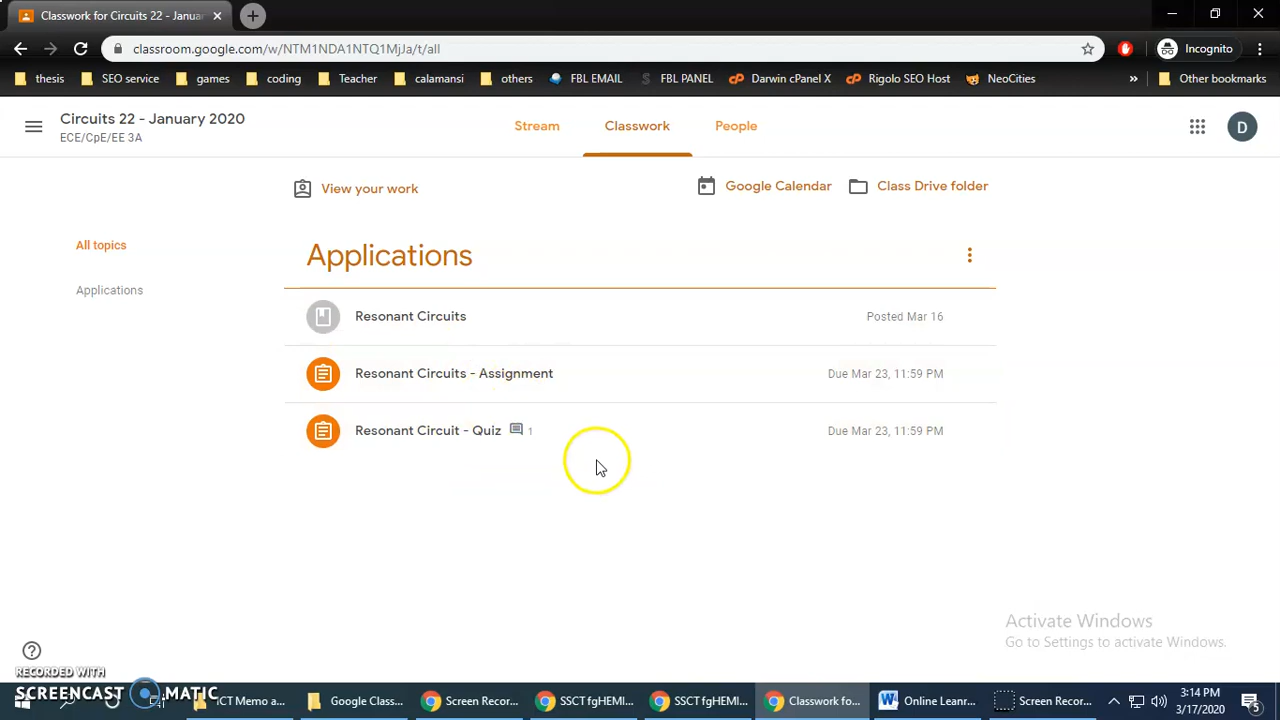 Classwork for Circuits 22 - Janua
classroom.google.com/w/NTM1NDA1NTQ1MjJa/t/all
Incognito
thesis
SEO service
games
coding
Teacher
calamansi
others
FBL EMAIL
FBL PANEL
Darwin cPanel X
Rigolo SEO Host
NeoCities
»
Other bookmarks
Circuits 22 - January 2020
ECE/CpE/EE 3A
Stream
Classwork
People
D
View your work
Google Calendar
Class Drive folder
All topics
Applications
Applications
Resonant Circuits
Posted Mar 16
Resonant Circuits - Assignment
Due Mar 23, 11:59 PM
Resonant Circuit - Quiz
1
Due Mar 23, 11:59 PM
Activate Windows
Go to Settings to activate Windows.
RECORDED WITH
SCREENCAST MATIC
ICT Memo a...
Google Class...
Screen Recor...
SSCT fgHEMI...
SSCT fgHEMI...
Classwork fo...
Online Leanr...
Screen Recor...
3:14 PM
3/17/2020
5